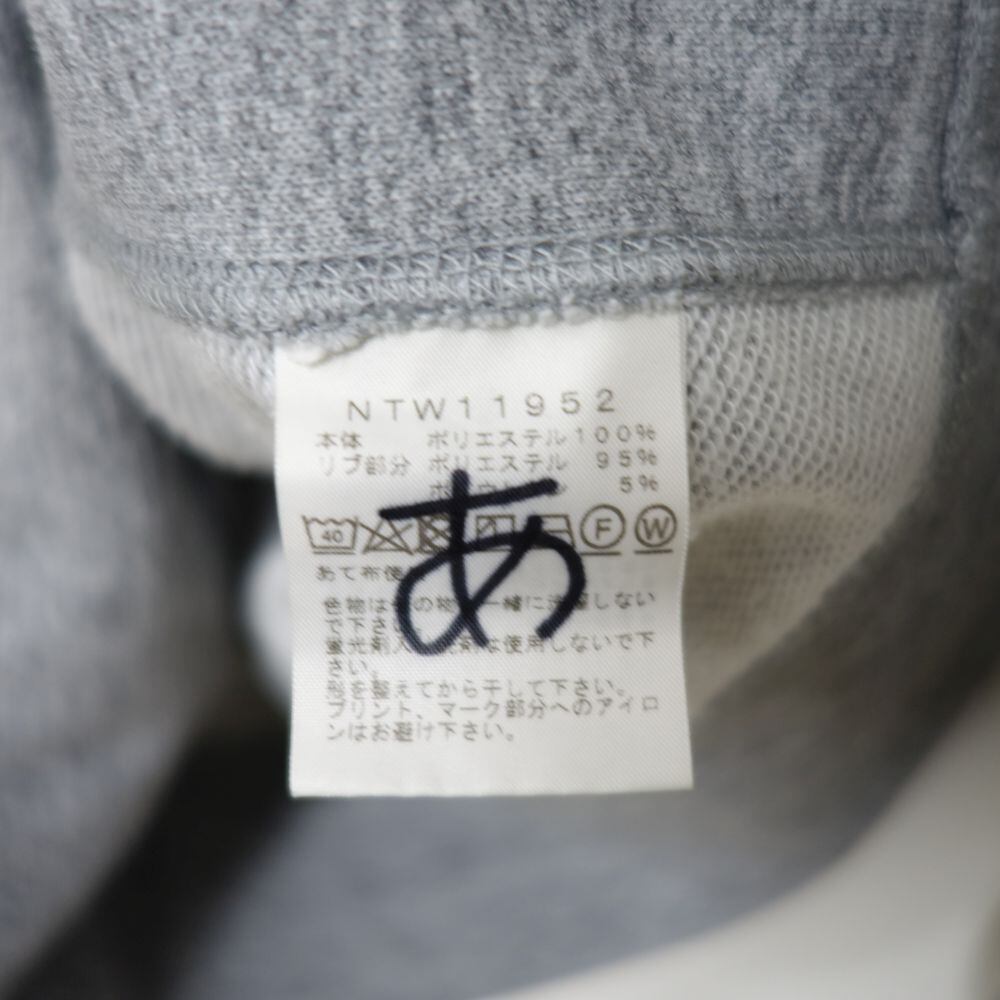 NTW11952
本体 ポリエステル100%
リブ部分 ポリエステル 95%
5%
あ
40 F W
あて布使
色物は の物 一緒に洗濯しない
で下さ
蛍光剤入 洗剤は使用しないで下
さい。
形を整えてから干して下さい。
プリント、マーク部分へのアイロ
ンはお避け下さい。